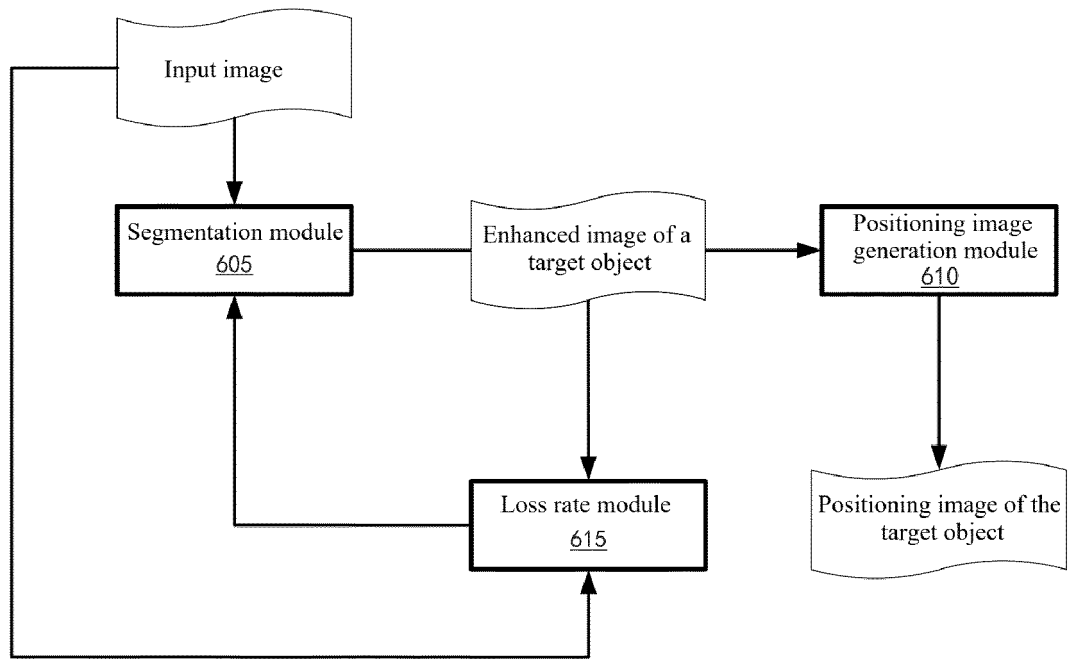 Input image
Segmentation module
605
Enhanced image of a
target object
Positioning image
generation module
610
Loss rate module
615
Positioning image of the
target object